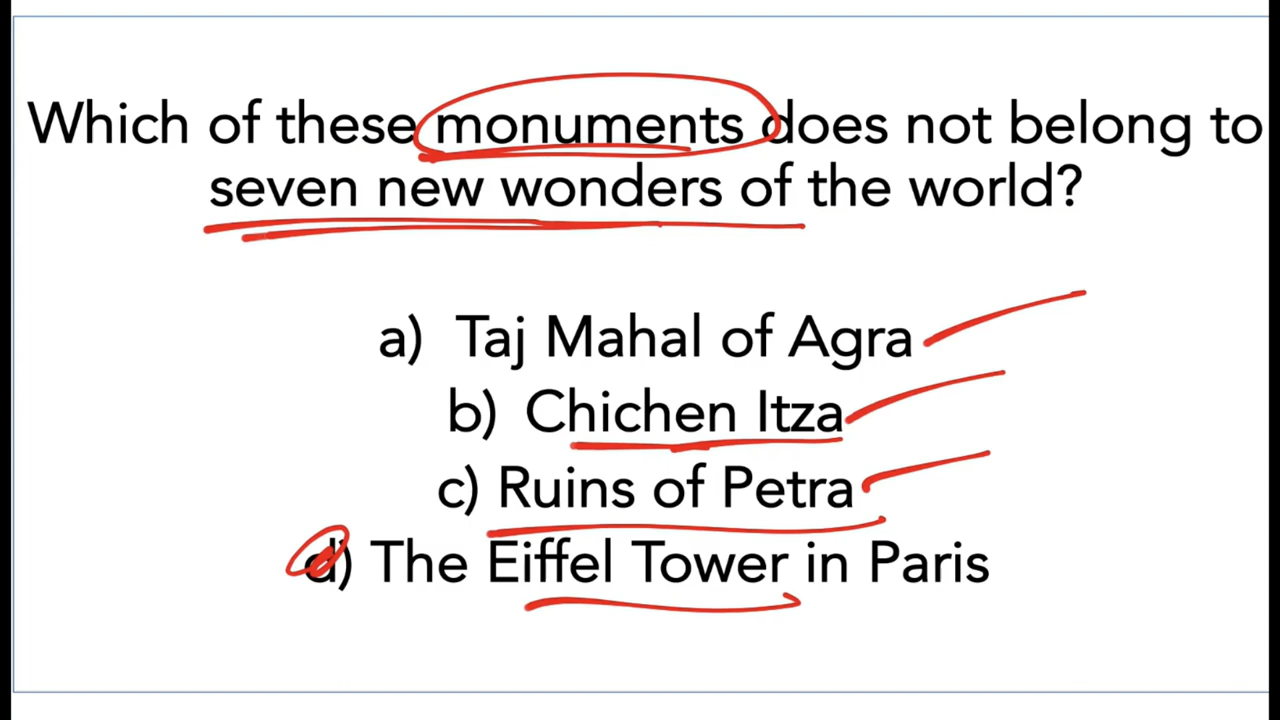 Which of these monuments does not belong to
seven new wonders of the world?
a) Taj Mahal of Agra
b) Chichen Itza
c) Ruins of Petra
d) The Eiffel Tower in Paris